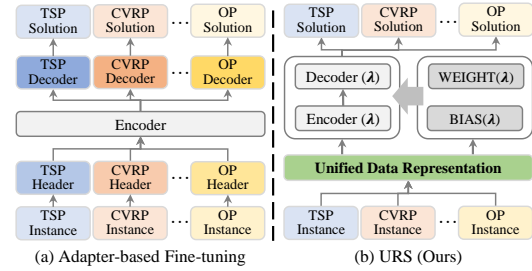 TSP Solution
CVRP Solution
...
OP Solution
TSP Decoder
CVRP Decoder
...
OP Decoder
Encoder
TSP Header
CVRP Header
...
OP Header
TSP Instance
CVRP Instance
...
OP Instance
(a) Adapter-based Fine-tuning
TSP Solution
CVRP Solution
...
OP Solution
Decoder (λ)
Encoder (λ)
WEIGHT(λ)
BIAS(λ)
Unified Data Representation
TSP Instance
CVRP Instance
...
OP Instance
(b) URS (Ours)